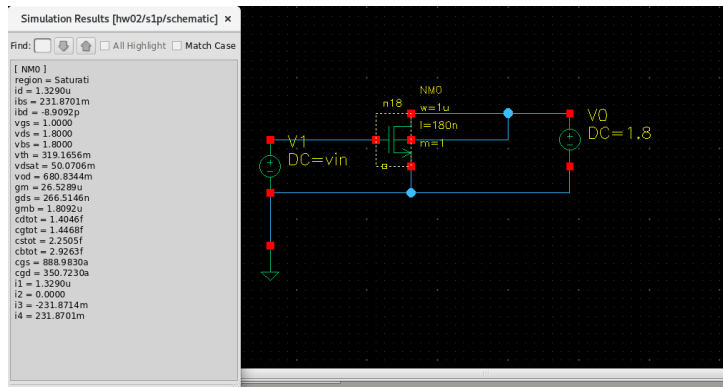 Simulation Results [hw02/s1p/schematic] ×
Find: All Highlight Match Case
[ NM0 ]
region = Saturati
id = 1.3290u
ibs = 231.8701m
ibd = -8.9092p
vgs = 1.0000
vds = 1.8000
vbs = 1.8000
vth = 319.1656m
vdsat = 50.0706m
vod = 680.8344m
gm = 26.5289u
gds = 266.5146n
gmb = 1.8092u
cdtot = 1.4046f
cgtot = 1.4468f
cstot = 2.2505f
cbtot = 2.9263f
cgs = 888.9830a
cgd = 350.7230a
i1 = 1.3290u
i2 = 0.0000
i3 = -231.8714m
i4 = 231.8701m
NM0
n18
w=1u
l=180n
m=1
V1
DC=vin
V0
DC=1.8